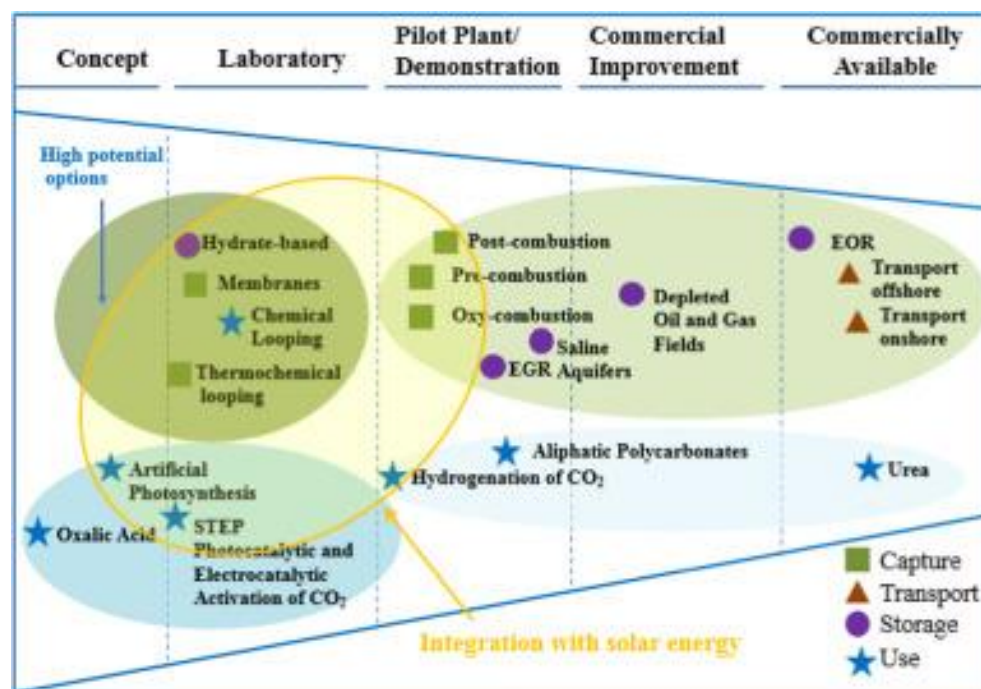 Concept
Laboratory
Pilot Plant/
Demonstration
Commercial
Improvement
Commercially
Available
High potential
options
Hydrate-based
Membranes
Chemical
Looping
Thermochemical
looping
Post-combustion
Pre-combustion
Oxy-combustion
Saline
Aquifers
EGR
Depleted
Oil and Gas
Fields
EOR
Transport
offshore
Transport
onshore
Artificial
Photosynthesis
Oxalic Acid
STEP
Photocatalytic and
Electrocatalytic
Activation of CO₂
Aliphatic Polycarbonates
Hydrogenation of CO₂
Urea
Integration with solar energy
Capture
Transport
Storage
Use